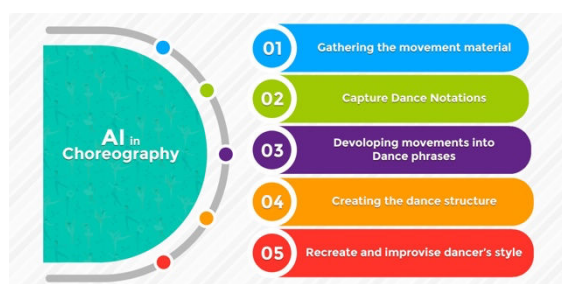 AI in
Choreography
01
Gathering the movement material
02
Capture Dance Notations
03
Devoloping movements into
Dance phrases
04
Creating the dance structure
05
Recreate and improvise dancer's style